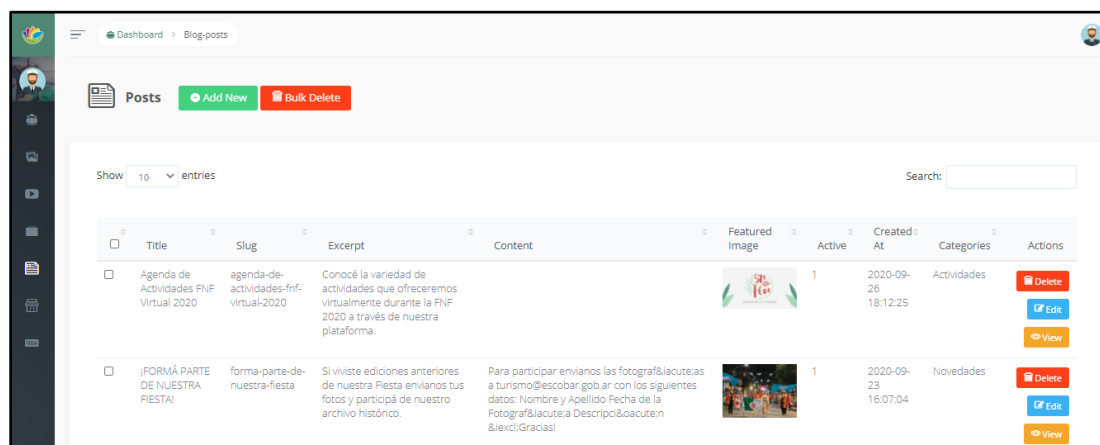 Dashboard > Blog-posts
Posts
Add New
Bulk Delete
Show 10 entries
Search:
Title
Slug
Excerpt
Content
Featured
Image
Active
Created
At
Categories
Actions
Agenda de
Actividades FNF
Virtual 2020
agenda-de-
actividades-fnf-
virtual-2020
Conocé la variedad de
actividades que ofreceremos
virtualmente durante la FNF
2020 a través de nuestra
plataforma.
1
2020-09-
26
18:12:25
Actividades
Delete
Edit
View
¡FORMÁ PARTE
DE NUESTRA
FIESTA!
forma-parte-de-
nuestra-fiesta
Si viviste ediciones anteriores
de nuestra Fiesta envianos tus
fotos y participá de nuestro
archivo histórico.
Para participar envianos las fotograf&iacute;as
a turismo@escobar.gob.ar con los siguientes
datos: Nombre y Apellido Fecha de la
Fotograf&iacute;a Descripci&oacute;n
&iexcl;Gracias!
1
2020-09-
23
16:07:04
Novedades
Delete
Edit
View